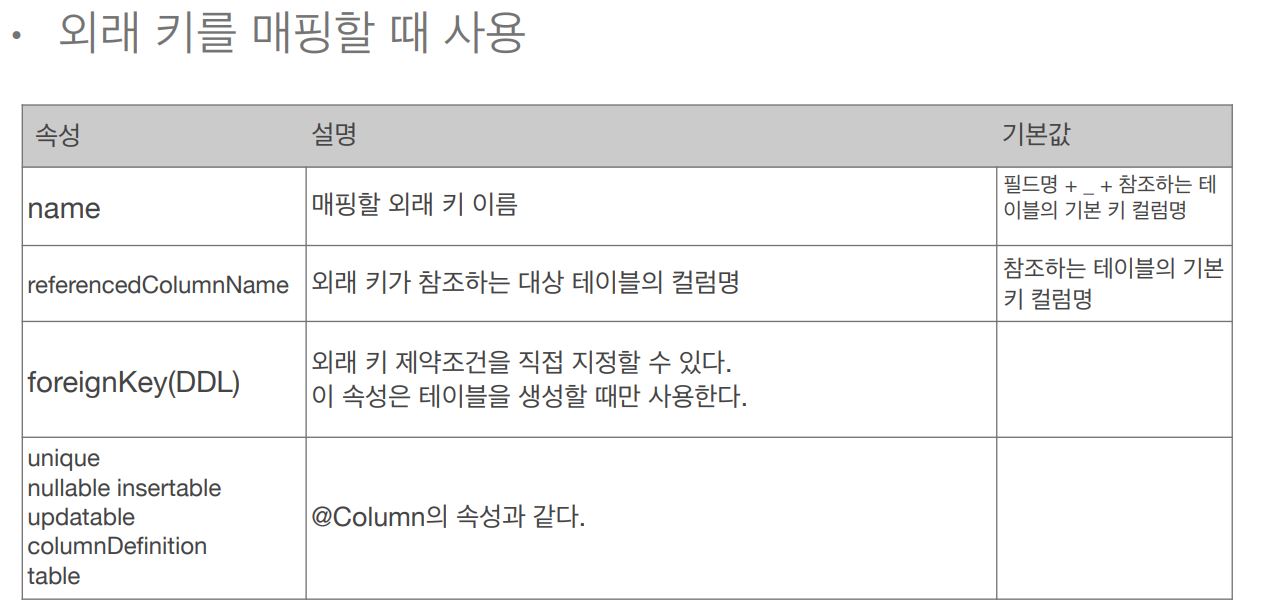 • 외래 키를 매핑할 때 사용
속성 설명 기본값
name 매핑할 외래 키 이름 필드명 + _ + 참조하는 테
이블의 기본 키 컬럼명
referencedColumnName 외래 키가 참조하는 대상 테이블의 컬럼명 참조하는 테이블의 기본
키 컬럼명
foreignKey(DDL) 외래 키 제약조건을 직접 지정할 수 있다.
이 속성은 테이블을 생성할 때만 사용한다.
unique
nullable insertable
updatable
columnDefinition
table
@Column의 속성과 같다.